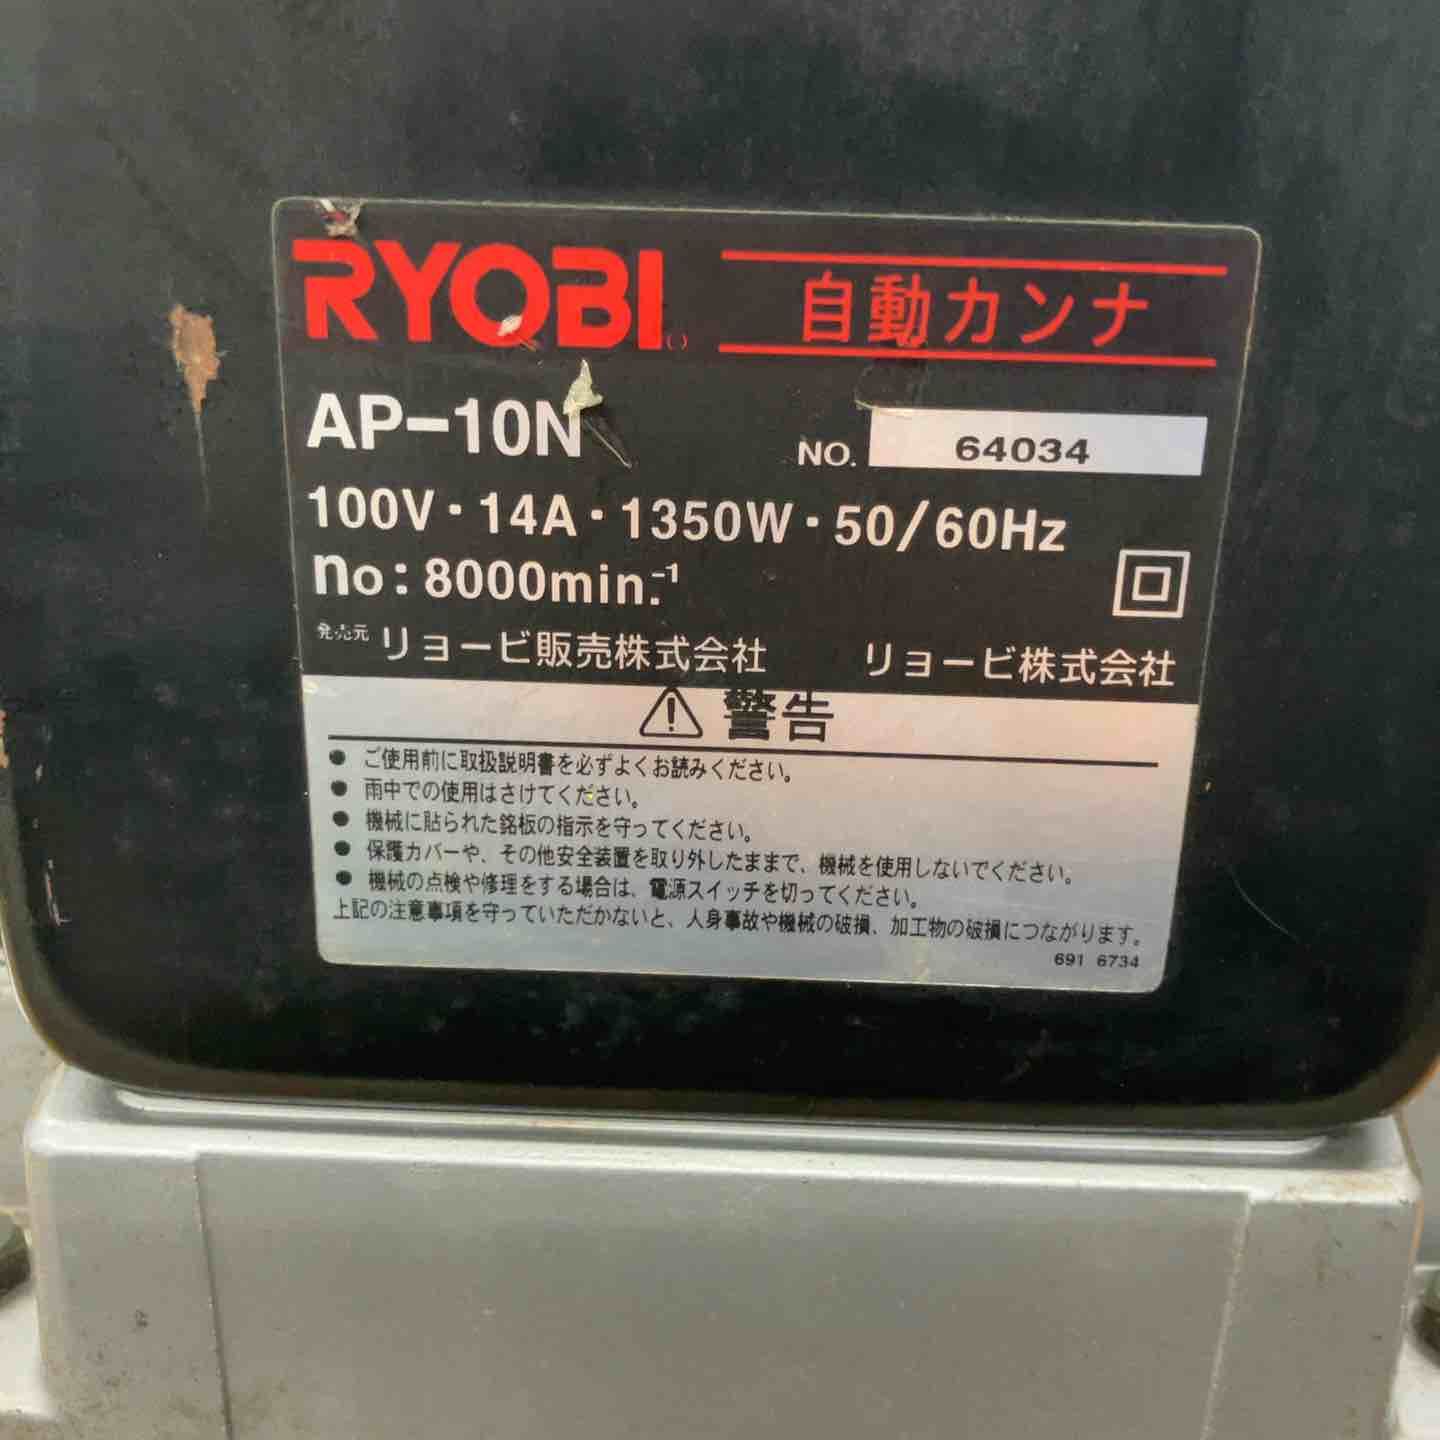 RYOBI
自動カンナ
AP-10N
NO. 64034
100V・14A・1350W・50/60Hz
no: 8000min.⁻¹
発売元 リョービ販売株式会社 リョービ株式会社
⚠ 警告
● ご使用前に取扱説明書を必ずよくお読みください。
● 雨中での使用はさけてください。
● 機械に貼られた銘板の指示を守ってください。
● 保護カバーや、その他安全装置を取り外したままで、機械を使用しないでください。
● 機械の点検や修理をする場合は、電源スイッチを切ってください。
上記の注意事項を守っていただかないと、人身事故や機械の破損、加工物の破損につながります。
691 6734